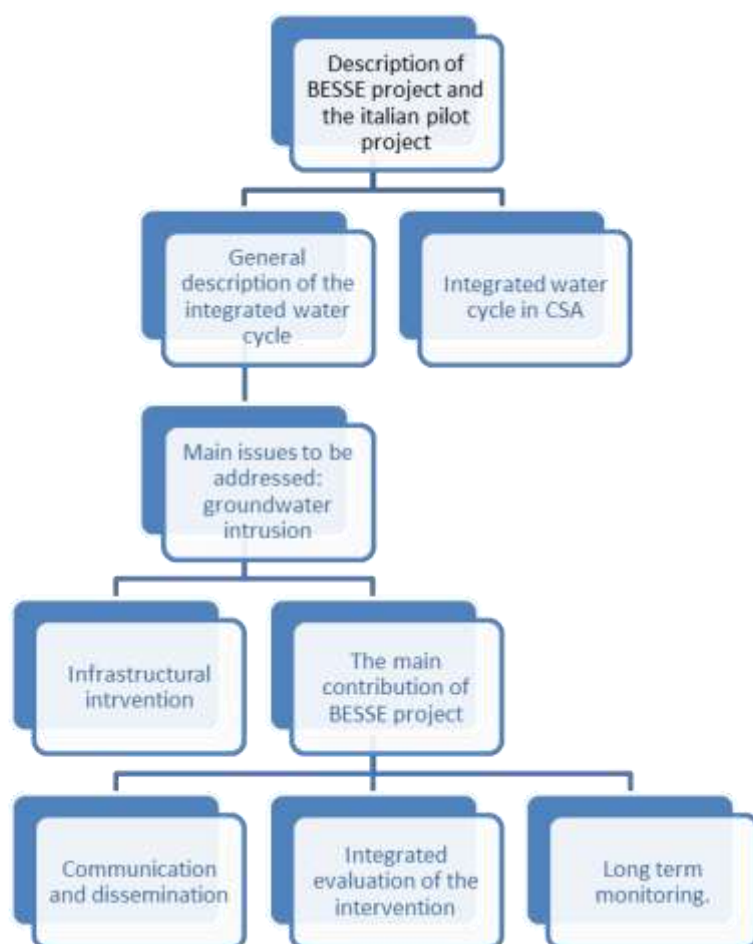 Description of
BESSE project and
the italian pilot
project
General
description of the
integrated water
cycle
Integrated water
cycle in CSA
Main issues to be
addressed:
groundwater
intrusion
Infrastructural
intrvention
The main
contribution of
BESSE project
Communication
and dissemination
Integrated
evaluation of the
intervention
Long term
monitoring.